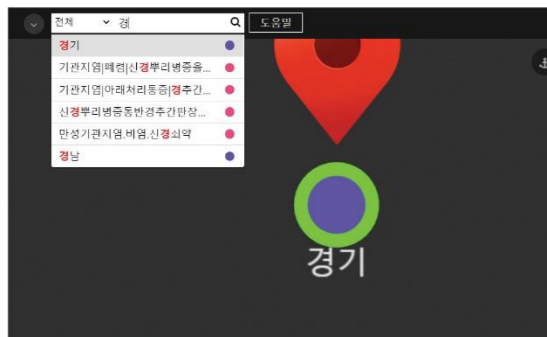 전체 경 도움말
경기
기관지염|폐렴|신경뿌리병증을...
기관지염|아래허리통증|경추간...
신경뿌리병증동반경추간판장...
만성기관지염.비염.신경쇠약
경남
경기